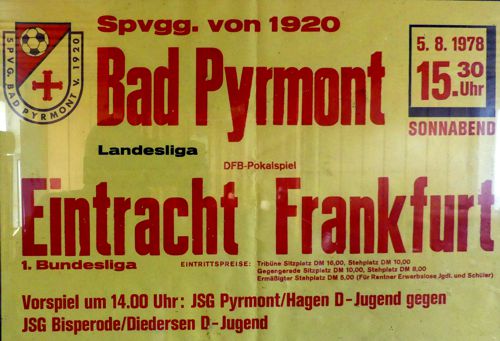 Spvgg. von 1920
SPVG. BAD PYRMONT v. 1920
Bad Pyrmont
5. 8. 1978
15.30 Uhr
SONNABEND
Landesliga
DFB-Pokalspiel
Eintracht Frankfurt
1. Bundesliga
EINTRITTSPREISE: Tribüne Sitzplatz DM 16,00, Stehplatz DM 10,00
Gegengerade Sitzplatz DM 10,00, Stehplatz DM 8,00
Ermäßigter Stehplatz DM 5,00 (Für Rentner Erwerbslose Jgdl. und Schüler)
Vorspiel um 14.00 Uhr: JSG Pyrmont/Hagen D-Jugend gegen
JSG Bisperode/Diedersen D-Jugend